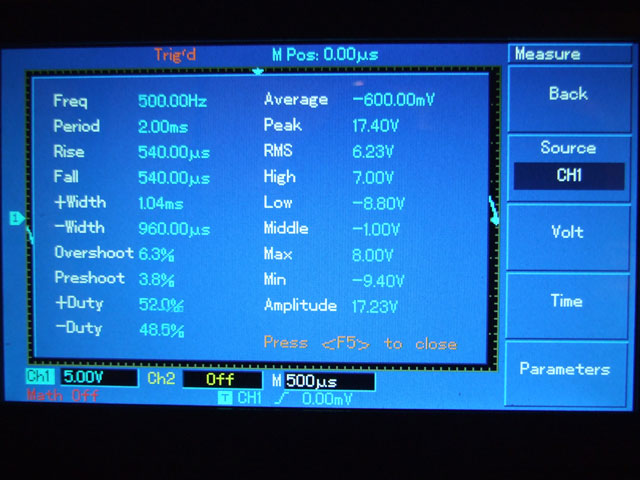 Trig'd M Pos: 0.00μs Measure
Freq 500.00Hz Average -600.00mV
Period 2.00ms Peak 17.40V
Rise 540.00μs RMS 6.23V
Fall 540.00μs High 7.00V
+Width 1.04ms Low -8.80V
-Width 960.00μs Middle -1.00V
Overshoot 6.3% Max 8.00V
Preshoot 3.8% Min -9.40V
+Duty 52.0% Amplitude 17.23V
-Duty 48.5%
Press <F5> to close
1
Back
Source
CH1
Volt
Time
Parameters
Ch1 5.00V Ch2 Off M 500μs
Math Off T CH1 0.00mV